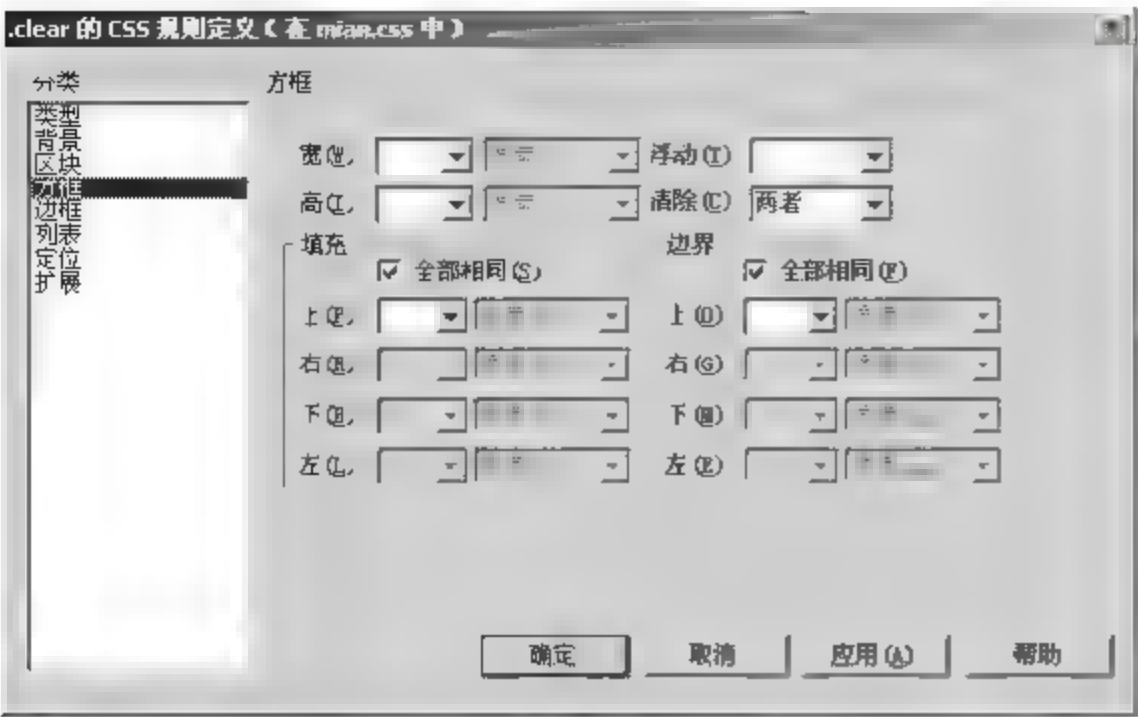 .clear 的 CSS 规则定义（在 mian.css 中）
分类
方框
类型
背景
区块
方框
边框
列表
定位
扩展
宽(W)
浮动(T)
高(I)
清除(C) 两者
填充
边界
全部相同(S)
全部相同(F)
上(P)
上(O)
右(R)
右(G)
下(B)
下(M)
左(L)
左(E)
确定 取消 应用(A) 帮助